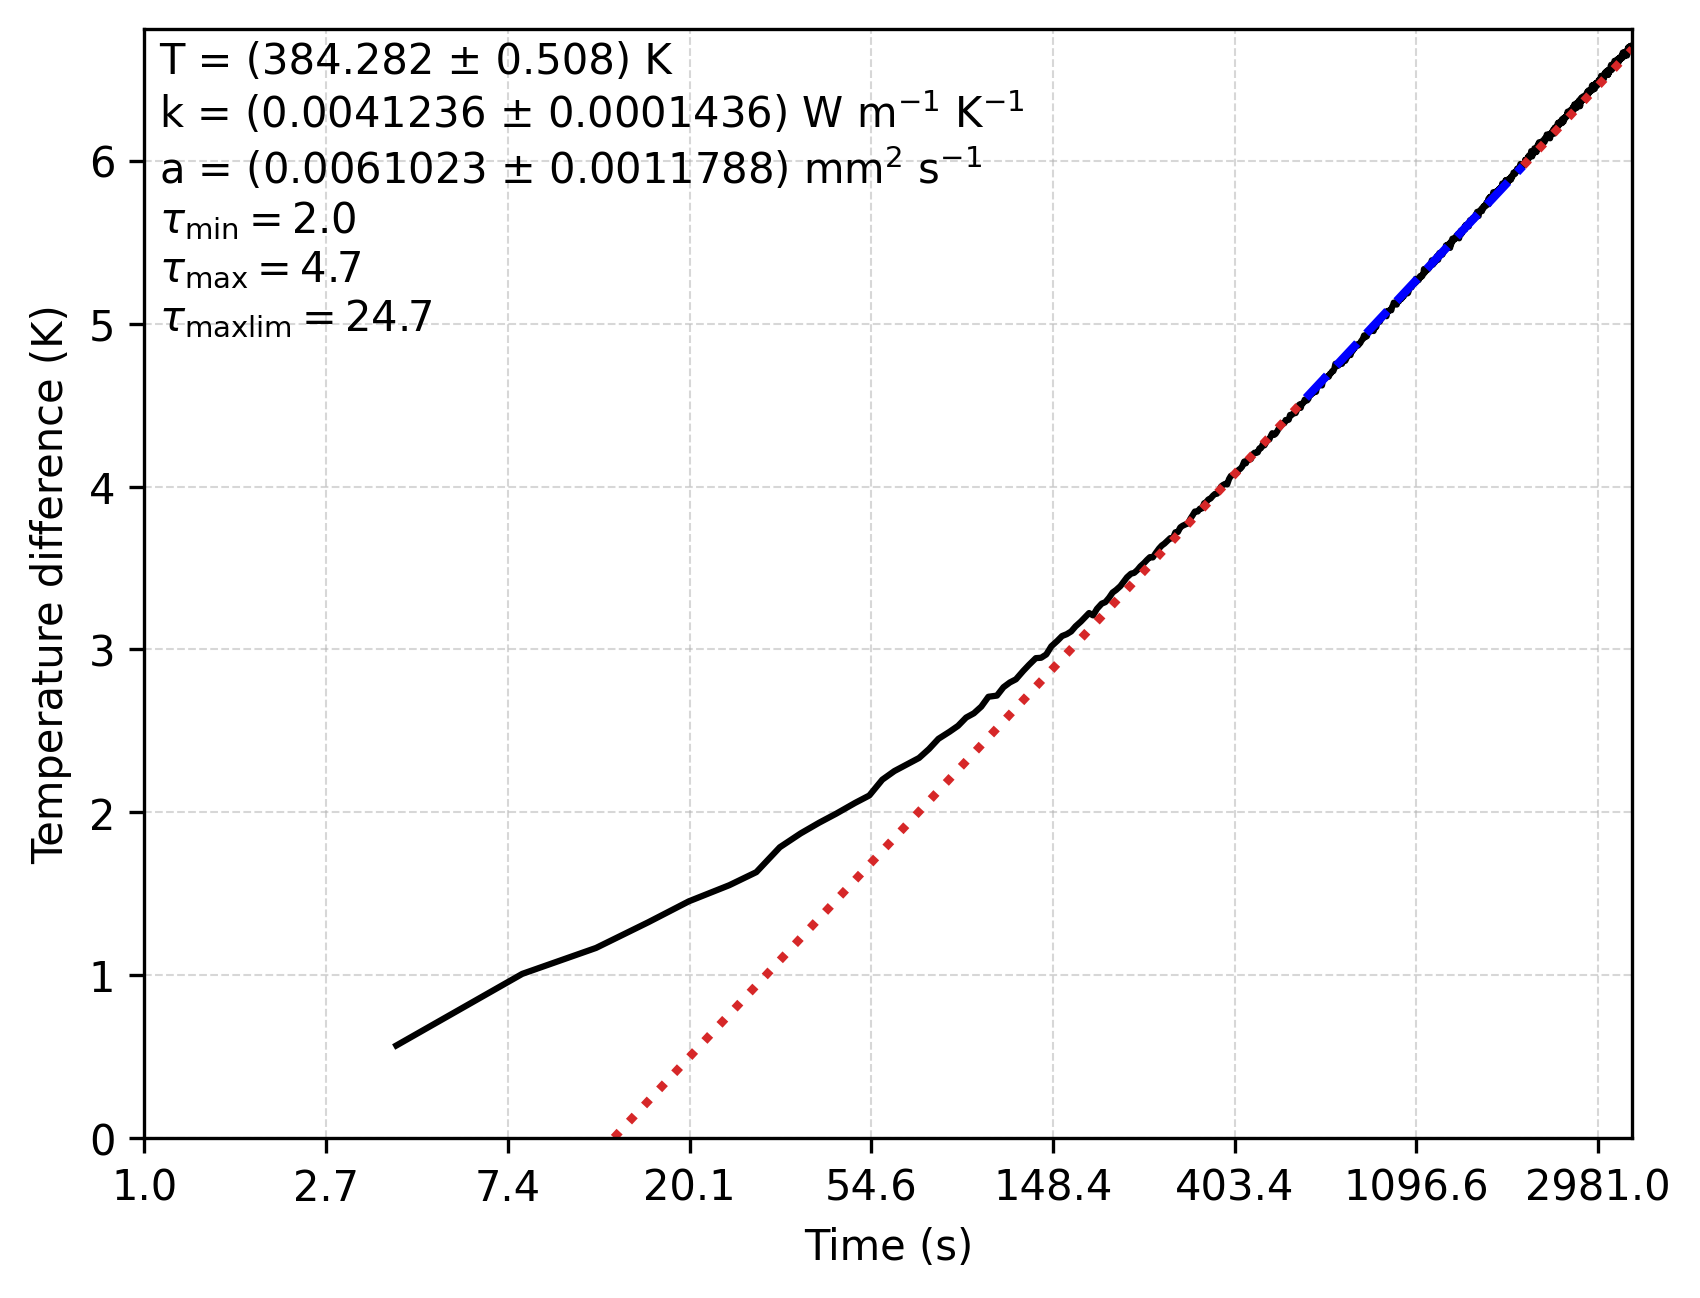 T = (384.282 ± 0.508) K
k = (0.0041236 ± 0.0001436) W m⁻¹ K⁻¹
a = (0.0061023 ± 0.0011788) mm² s⁻¹
τmin = 2.0
τmax = 4.7
τmaxlim = 24.7
Temperature difference (K)
6
5
4
3
2
1
0
1.0 2.7 7.4 20.1 54.6 148.4 403.4 1096.6 2981.0
Time (s)